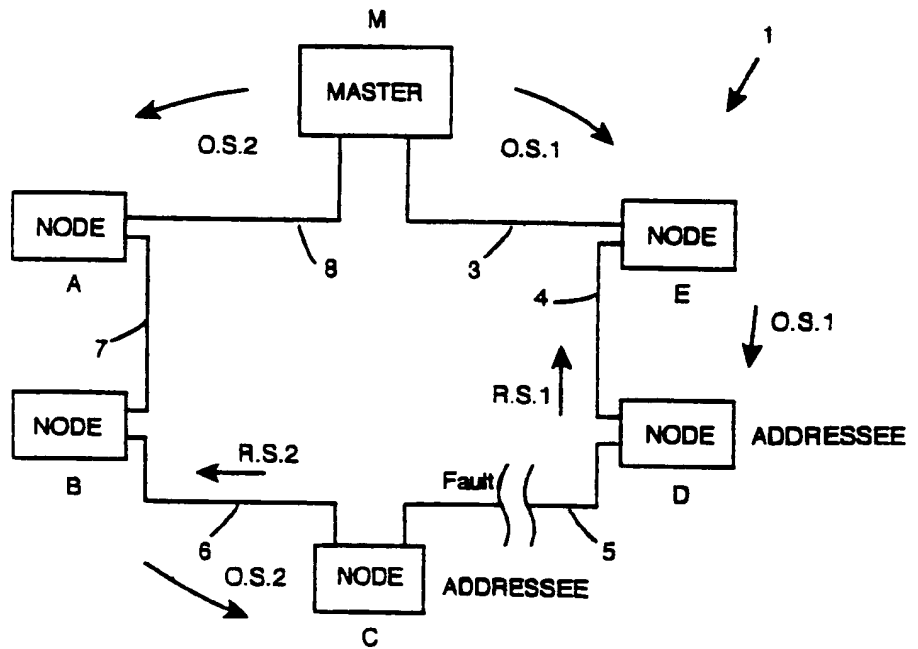 M
1
MASTER
O.S.2
O.S.1
NODE
A
8
3
NODE
E
4
7
O.S.1
R.S.1
NODE
B
NODE
D
ADDRESSEE
R.S.2
Fault
6
5
O.S.2
NODE
C
ADDRESSEE